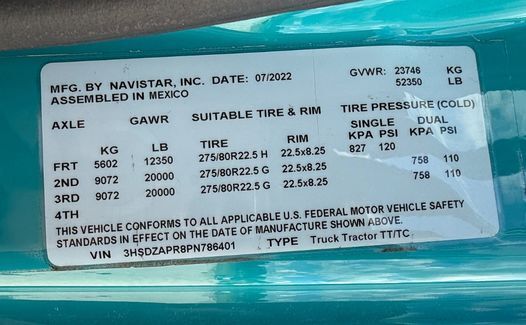 MFG. BY NAVISTAR, INC. DATE: 07/2022 GVWR: 23746 KG
ASSEMBLED IN MEXICO 52350 LB
AXLE GAWR SUITABLE TIRE & RIM TIRE PRESSURE (COLD)
SINGLE DUAL
KG LB TIRE RIM KPA PSI KPA PSI
FRT 5602 12350 275/80R22.5 H 22.5x8.25 827 120
2ND 9072 20000 275/80R22.5 G 22.5x8.25 758 110
3RD 9072 20000 275/80R22.5 G 22.5x8.25 758 110
4TH
THIS VEHICLE CONFORMS TO ALL APPLICABLE U.S. FEDERAL MOTOR VEHICLE SAFETY
STANDARDS IN EFFECT ON THE DATE OF MANUFACTURE SHOWN ABOVE.
VIN 3HSDZAPR8PN786401 TYPE Truck Tractor TT/TC